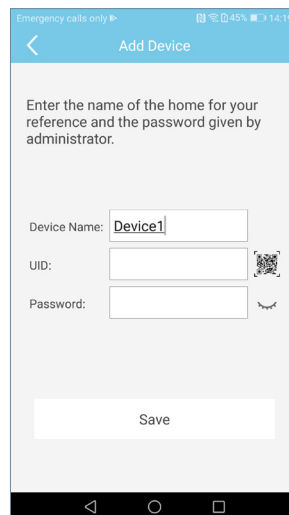 Emergency calls only 45% 14:19
Add Device
Enter the name of the home for your
reference and the password given by
administrator.
Device Name: Device1
UID:
Password:
Save